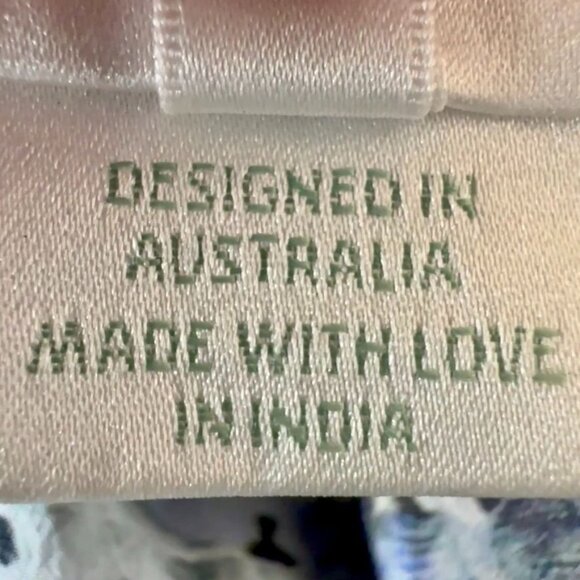 DESIGNED IN
AUSTRALIA
MADE WITH LOVE
IN INDIA